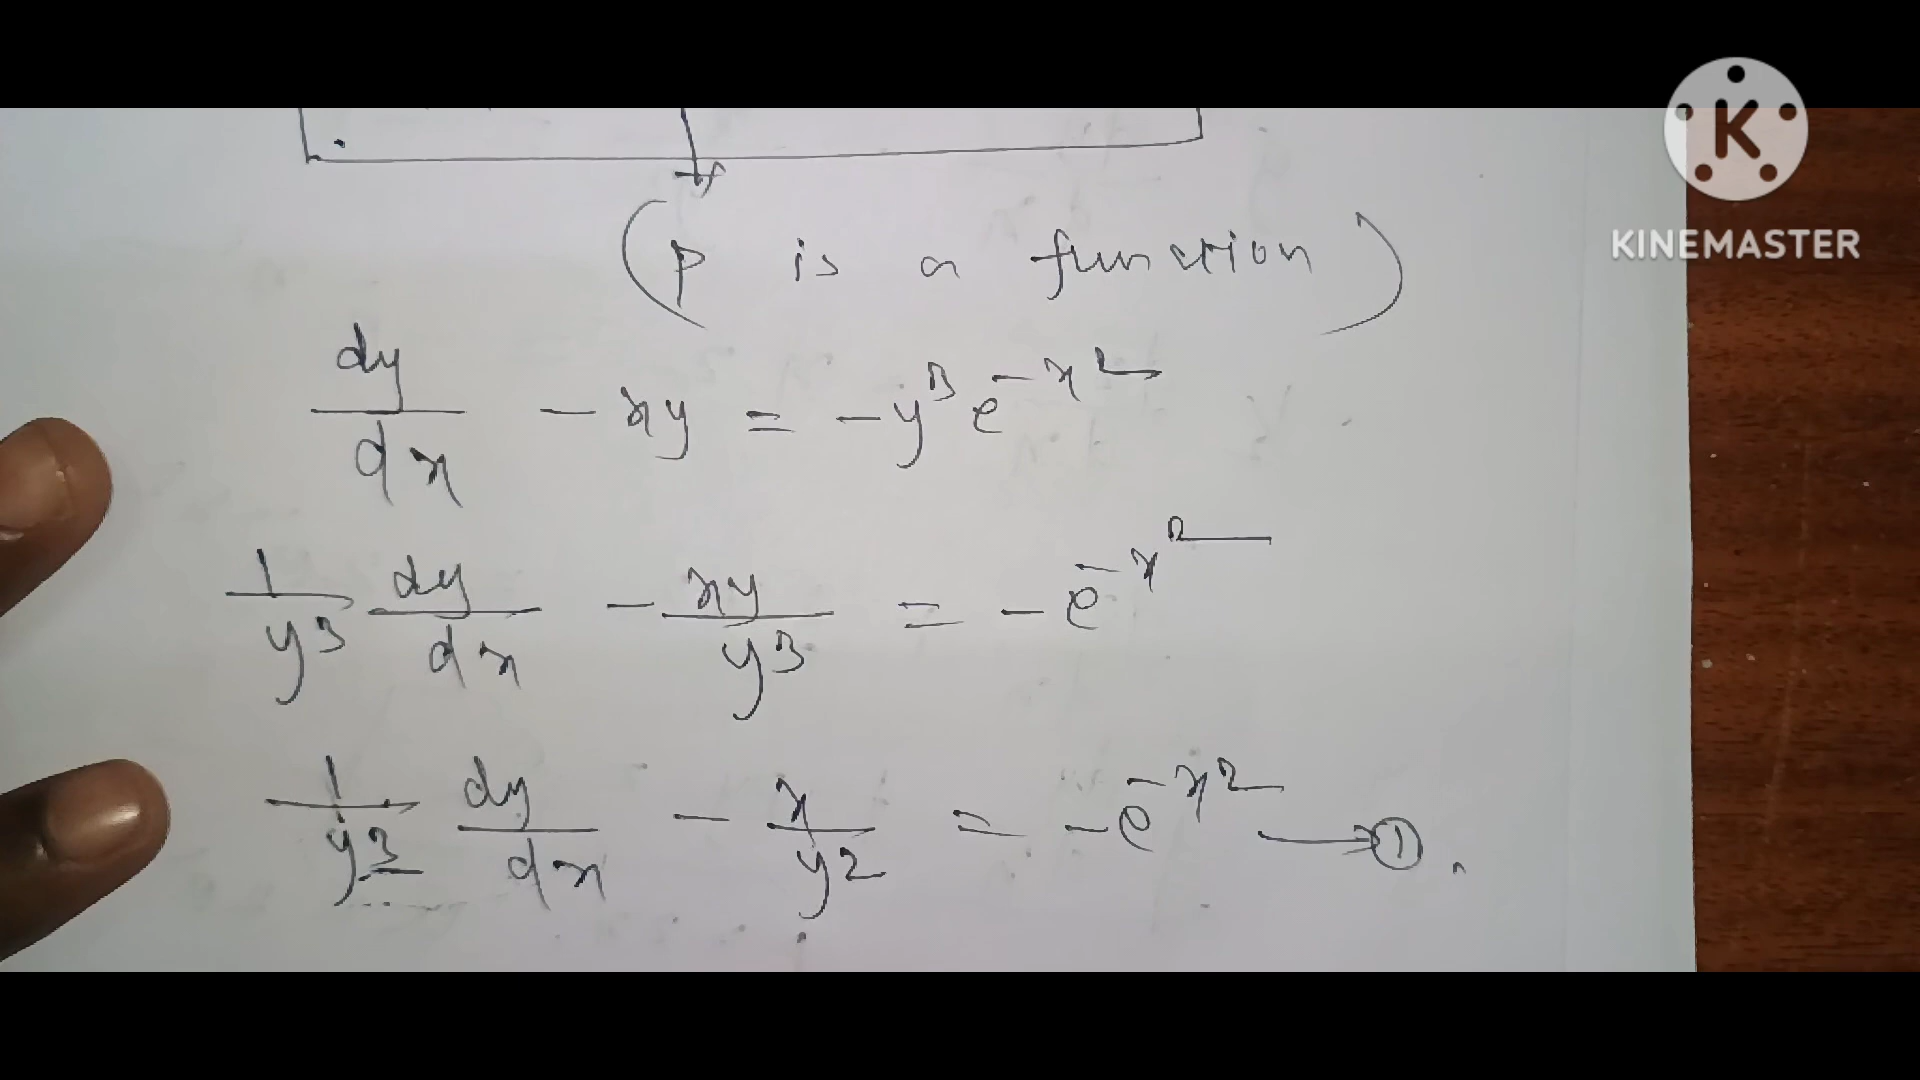 K
KINEMASTER
(P is a function)
dy/dx - xy = -y³ e^-x²
1/y³ dy/dx - xy/y³ = -e^-x²
1/y³ dy/dx - x/y² = -e^-x² → ①.